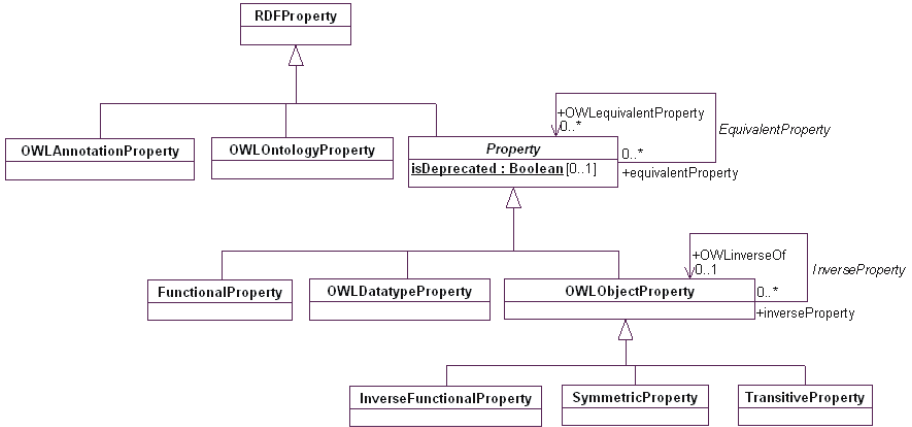 RDFProperty
OWLAnnotationProperty
OWLOntologyProperty
Property
isDeprecated : Boolean [0..1]
+OWLequivalentProperty
0..*
EquivalentProperty
0..*
+equivalentProperty
FunctionalProperty
OWLDatatypeProperty
OWLObjectProperty
+OWLinverseOf
0..1
InverseProperty
0..*
+inverseProperty
InverseFunctionalProperty
SymmetricProperty
TransitiveProperty